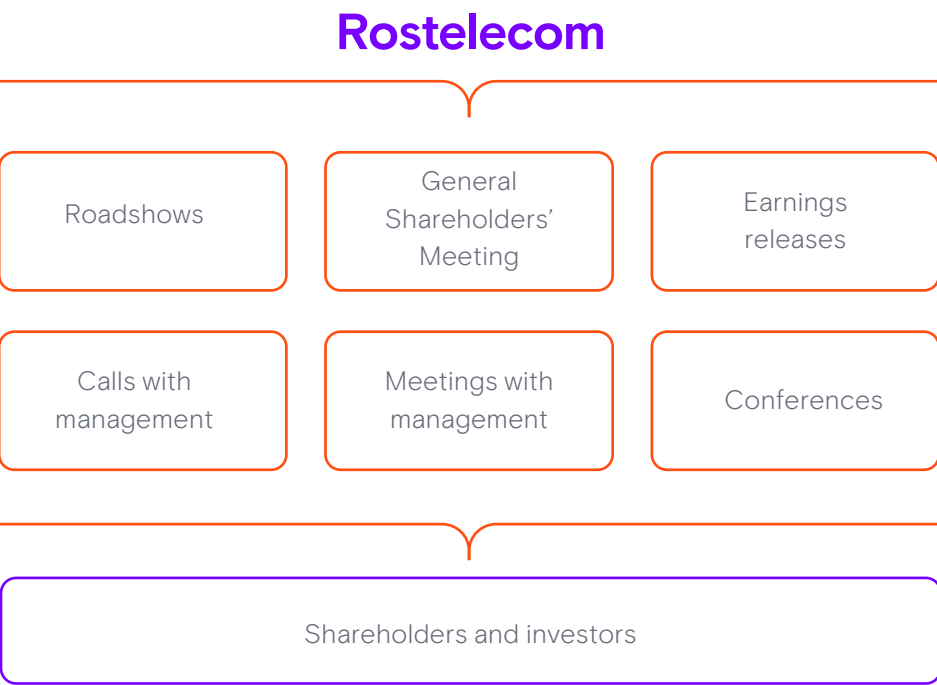 Rostelecom
Roadshows
General
Shareholders’
Meeting
Earnings
releases
Calls with
management
Meetings with
management
Conferences
Shareholders and investors